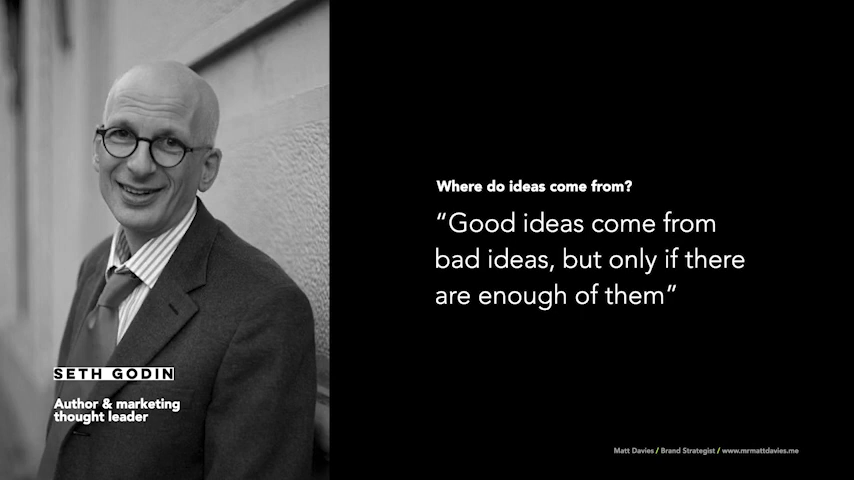 SETH GODIN
Author & marketing
thought leader
Where do ideas come from?
“Good ideas come from
bad ideas, but only if there
are enough of them”
Matt Davies / Brand Strategist / www.mrmattdavies.me